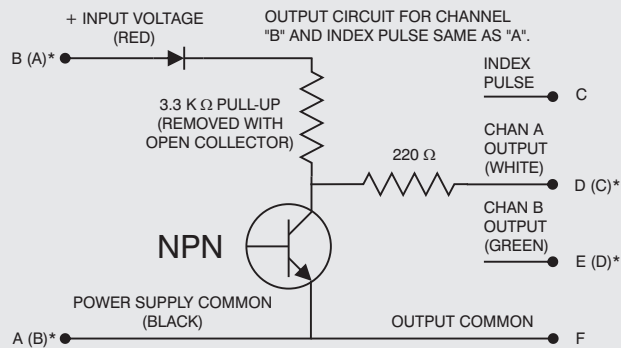 + INPUT VOLTAGE
(RED)
OUTPUT CIRCUIT FOR CHANNEL
"B" AND INDEX PULSE SAME AS "A".
B (A)*
INDEX
PULSE
C
3.3 K Ω PULL-UP
(REMOVED WITH
OPEN COLLECTOR)
220 Ω
CHAN A
OUTPUT
(WHITE)
D (C)*
CHAN B
OUTPUT
(GREEN)
E (D)*
NPN
POWER SUPPLY COMMON
(BLACK)
OUTPUT COMMON
A (B)*
F